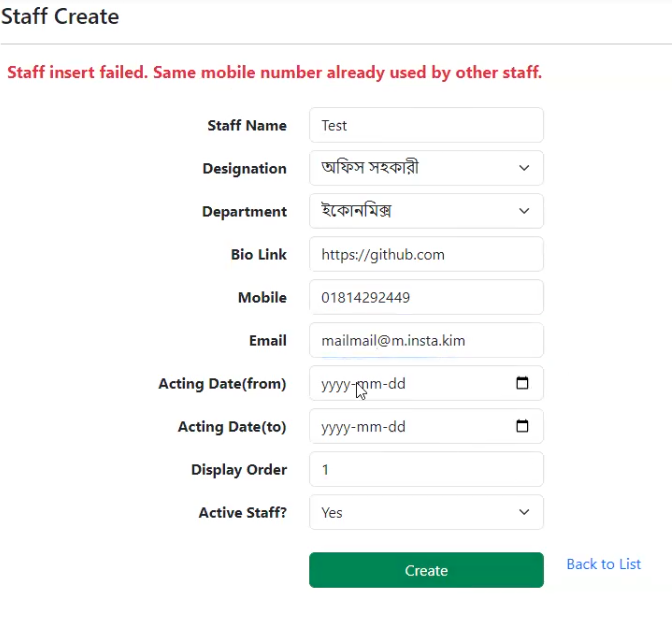 Staff Create
Staff insert failed. Same mobile number already used by other staff.
Staff Name Test
Designation অফিস সহকারী
Department ইকোনমিক্স
Bio Link https://github.com
Mobile 01814292449
Email mailmail@m.insta.kim
Acting Date(from) yyyy-mm-dd
Acting Date(to) yyyy-mm-dd
Display Order 1
Active Staff? Yes
Create Back to List